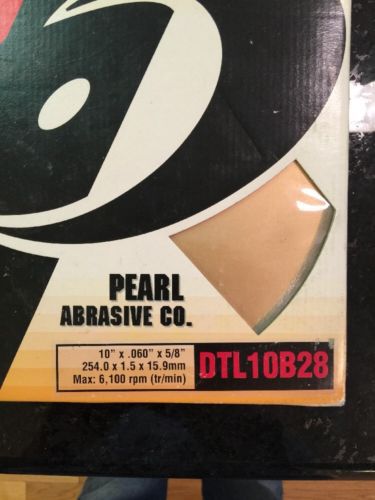 PEARL
ABRASIVE CO.
10" x .060" x 5/8"
254.0 x 1.5 x 15.9mm
Max: 6,100 rpm (tr/min)
DTL10B28